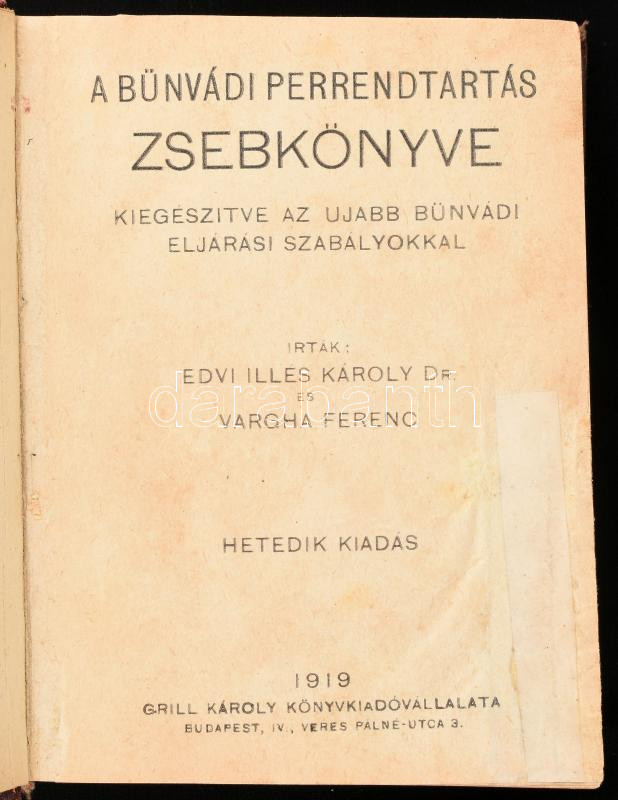 A BÜNVÁDI PERRENDTARTÁS
ZSEBKÖNYVE
KIEGÉSZITVE AZ UJABB BÜNVÁDI
ELJÁRÁSI SZABÁLYOKKAL
IRTÁK:
EDVI ILLÉS KÁROLY DR.
ÉS
darabanth
VARGHA FERENC
HETEDIK KIADÁS
1919
GRILL KÁROLY KÖNYVKIADÓVÁLLALATA
BUDAPEST, IV., VERES PÁLNÉ-UTCA 3.